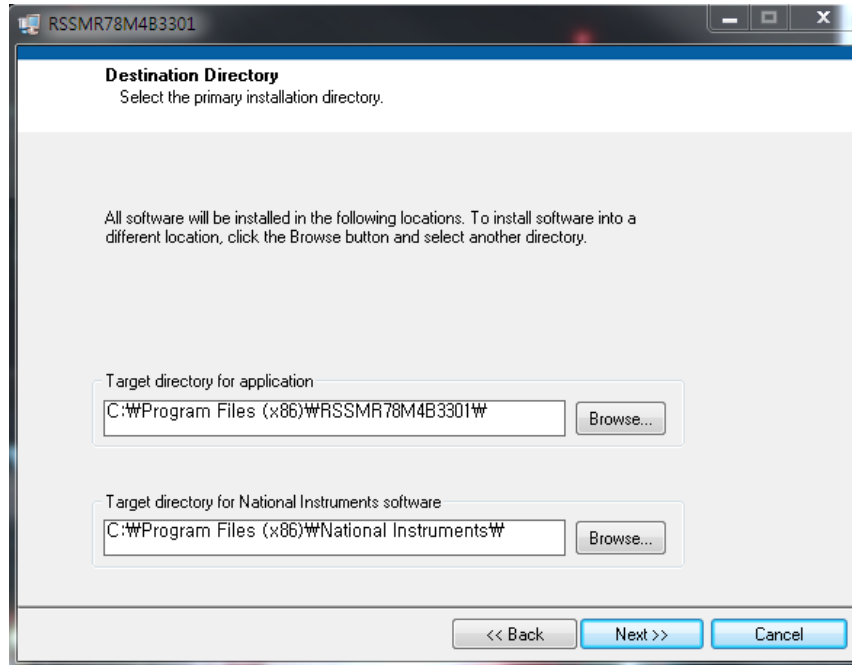 RSSMR78M4B3301
Destination Directory
Select the primary installation directory.
All software will be installed in the following locations. To install software into a
different location, click the Browse button and select another directory.
Target directory for application
C:₩Program Files (x86)₩RSSMR78M4B3301₩
Browse...
Target directory for National Instruments software
C:₩Program Files (x86)₩National Instruments₩
Browse...
<< Back
Next >>
Cancel